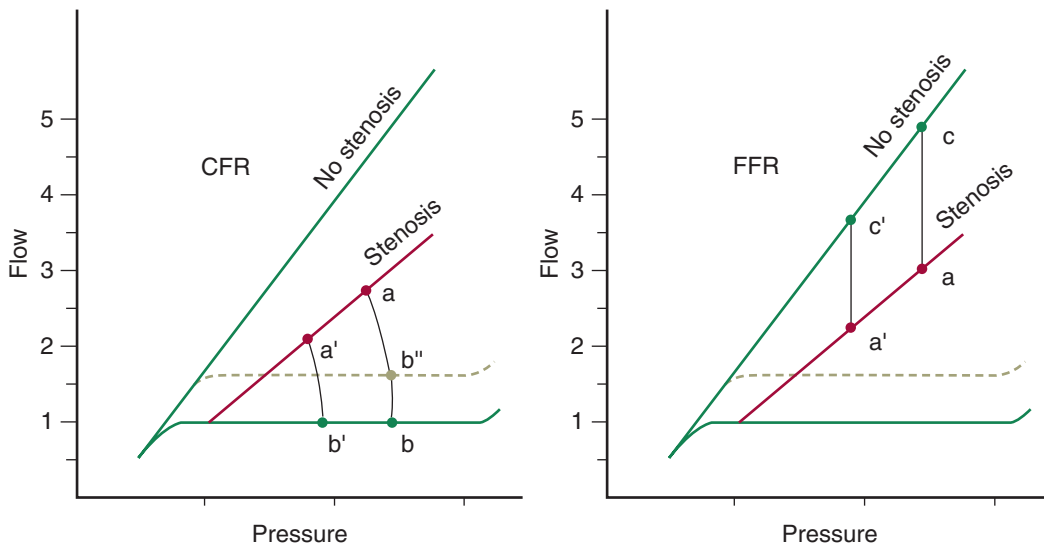 CFR
No stenosis
Stenosis
a
a'
b"
b'
b
5
4
3
2
1
Flow
Pressure
FFR
No stenosis
Stenosis
c
c'
a
a'
5
4
3
2
1
Flow
Pressure